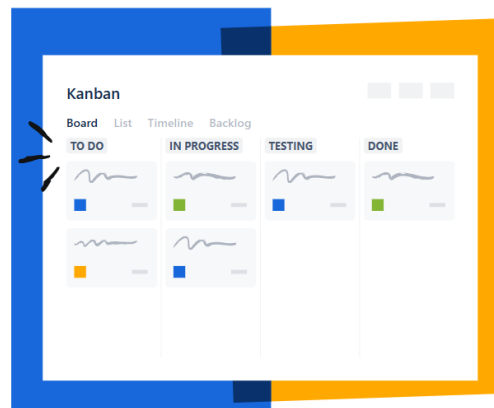 Kanban
Board List Timeline Backlog
TO DO IN PROGRESS TESTING DONE